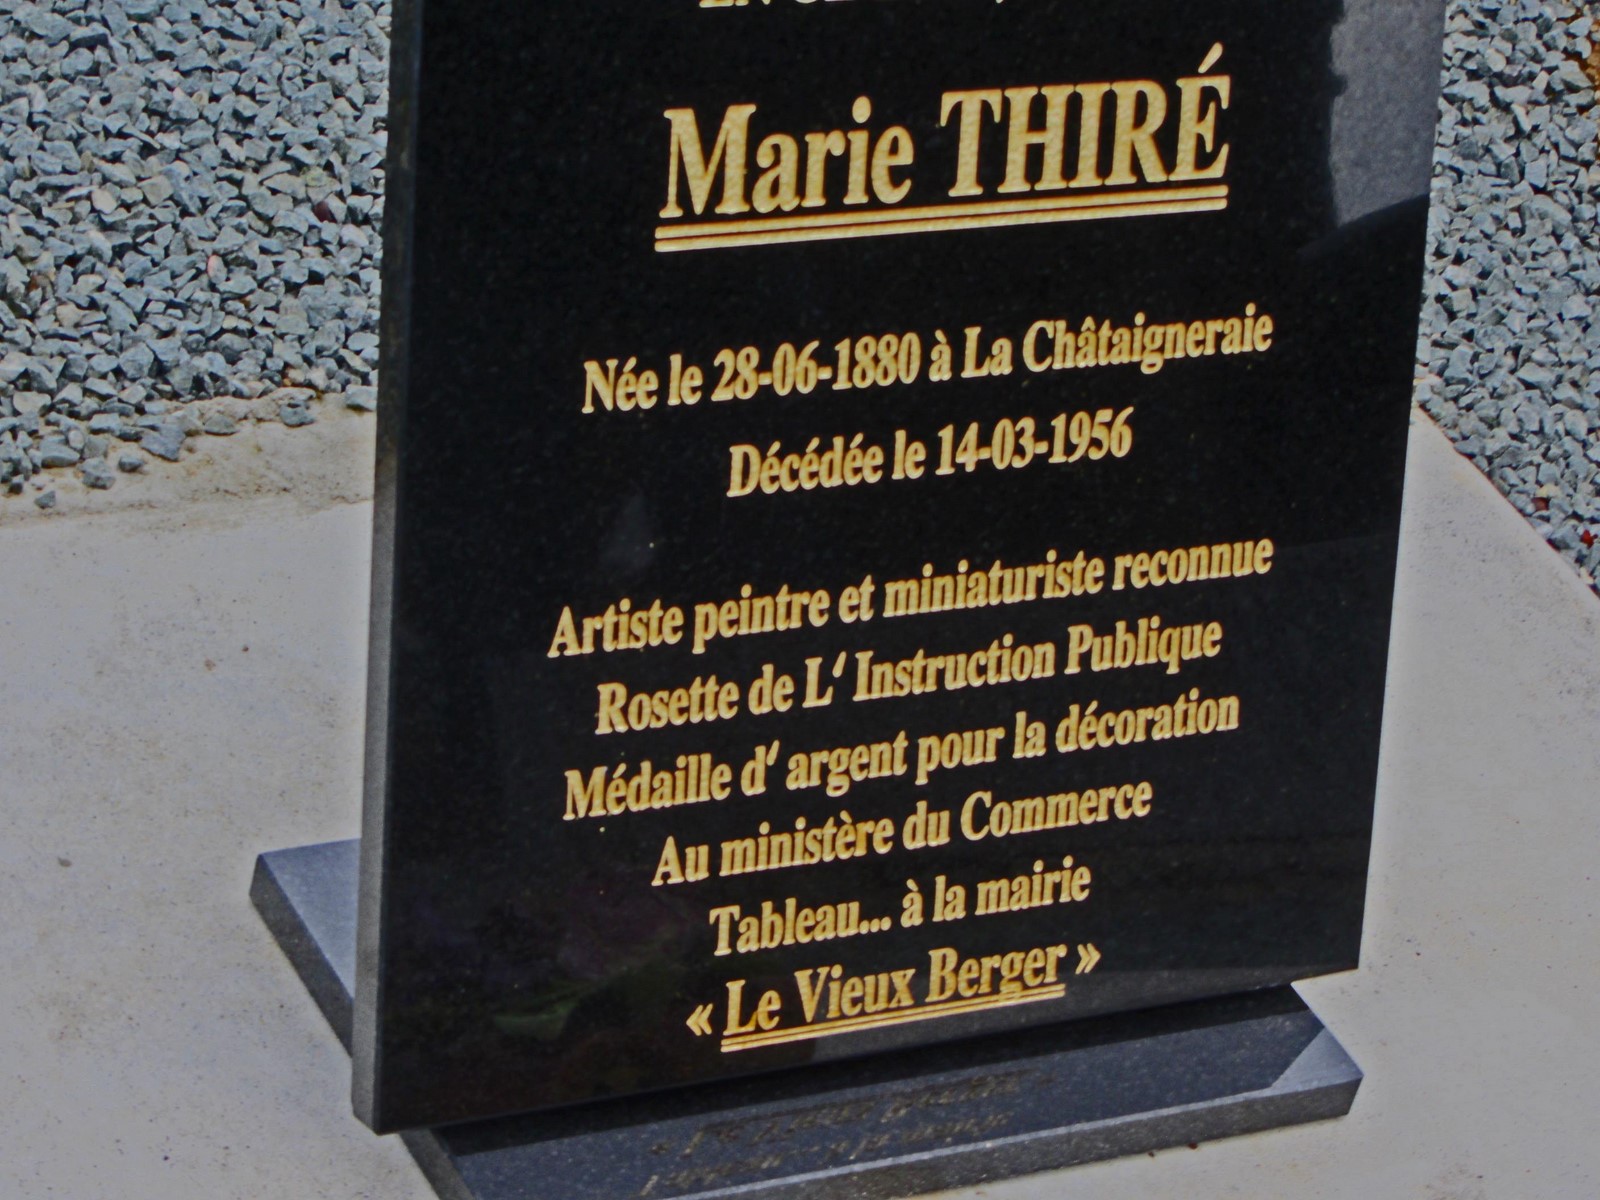 Marie THIRÉ
Née le 28-06-1880 à La Châtaigneraie
Décédée le 14-03-1956
Artiste peintre et miniaturiste reconnue
Rosette de L' Instruction Publique
Médaille d' argent pour la décoration
Au ministère du Commerce
Tableau... à la mairie
« Le Vieux Berger »